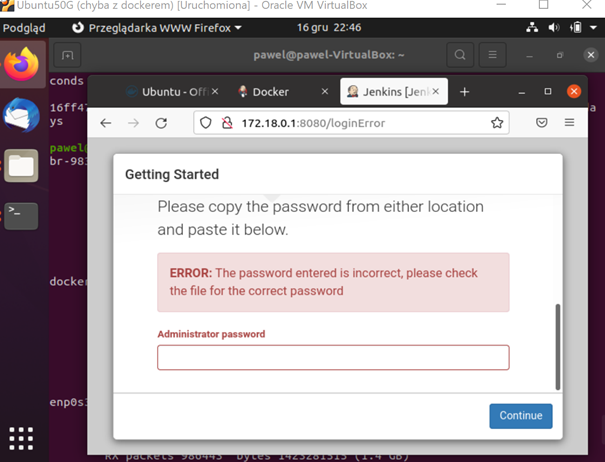 Ubuntu50G (chyba z dockerem) [Uruchomiona] - Oracle VM VirtualBox
Podgląd
Przeglądarka WWW Firefox
16 gru 22:46
pawel@pawel-VirtualBox: ~
conds
Ubuntu - Offi
Docker
Jenkins [Jenk
16ff47
a
ys
172.18.0.1:8080/loginError
pawel@
br-983
Getting Started
Please copy the password from either location
and paste it below.
ERROR: The password entered is incorrect, please check
the file for the correct password
docker
Administrator password
enp0s3
Continue
RX packets 986443 bytes 1423281313 (1.4 GB)